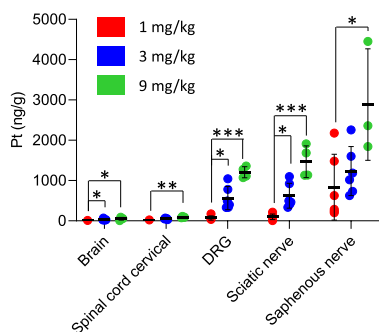 5000
4000
3000
2000
1000
0
Pt (ng/g)
1 mg/kg
3 mg/kg
9 mg/kg
*
*
**
***
*
***
*
*
Brain
Spinal cord cervical
DRG
Sciatic nerve
Saphenous nerve